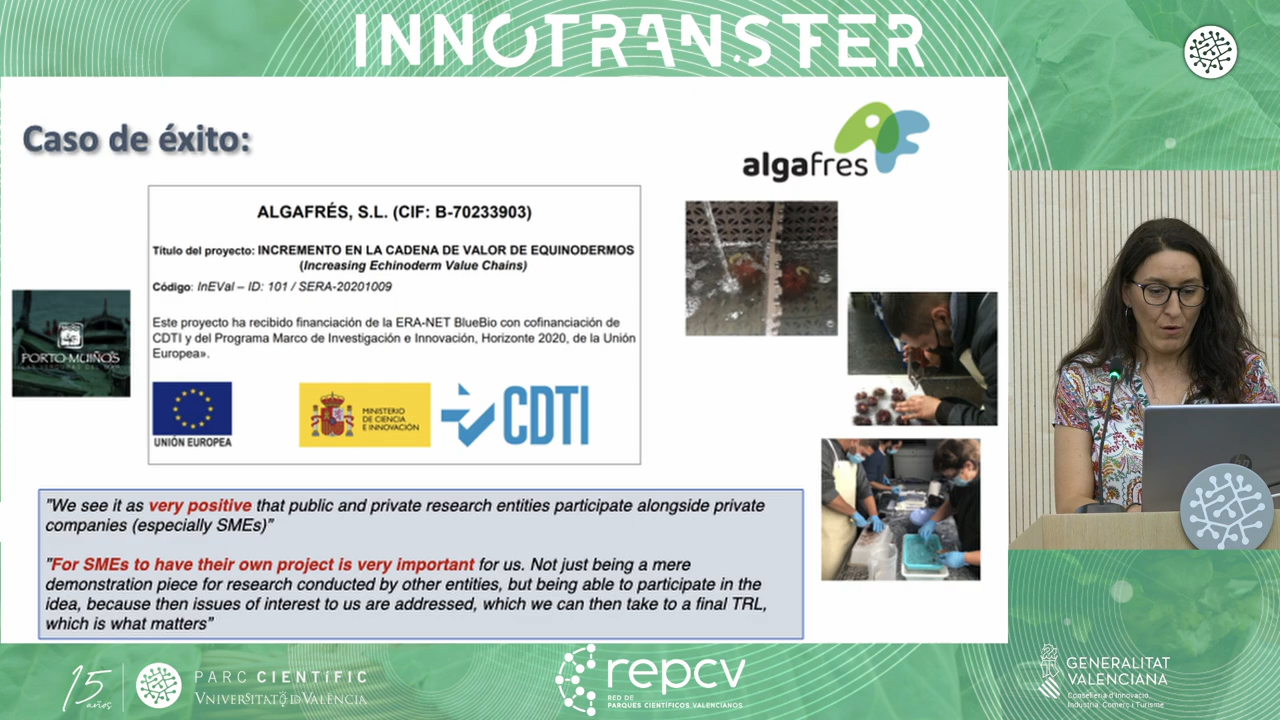 INNOTRANSFER
Caso de éxito:
algafres
ALGAFRÉS, S.L. (CIF: B-70233903)
Título del proyecto: INCREMENTO EN LA CADENA DE VALOR DE EQUINODERMOS
(Increasing Echinoderm Value Chains)
Código: InEVal – ID: 101 / SERA-20201009
Este proyecto ha recibido financiación de la ERA-NET BlueBio con cofinanciación de
CDTI y del Programa Marco de Investigación e Innovación, Horizonte 2020, de la Unión
Europea».
PORTO-MUIÑOS
LAS VERDURAS DEL MAR
UNIÓN EUROPEA
MINISTERIO
DE CIENCIA
E INNOVACIÓN
CDTI
"We see it as very positive that public and private research entities participate alongside private
companies (especially SMEs)"
"For SMEs to have their own project is very important for us. Not just being a mere
demonstration piece for research conducted by other entities, but being able to participate in the
idea, because then issues of interest to us are addressed, which we can then take to a final TRL,
which is what matters"
15
años
PARC CIENTÍFIC
VNIVERSITAT ID VALÈNCIA
repcv
RED DE
PARQUES CIENTÍFICOS VALENCIANOS
GENERALITAT
VALENCIANA
Conselleria d'Innovació,
Indústria, Comerç i Turisme